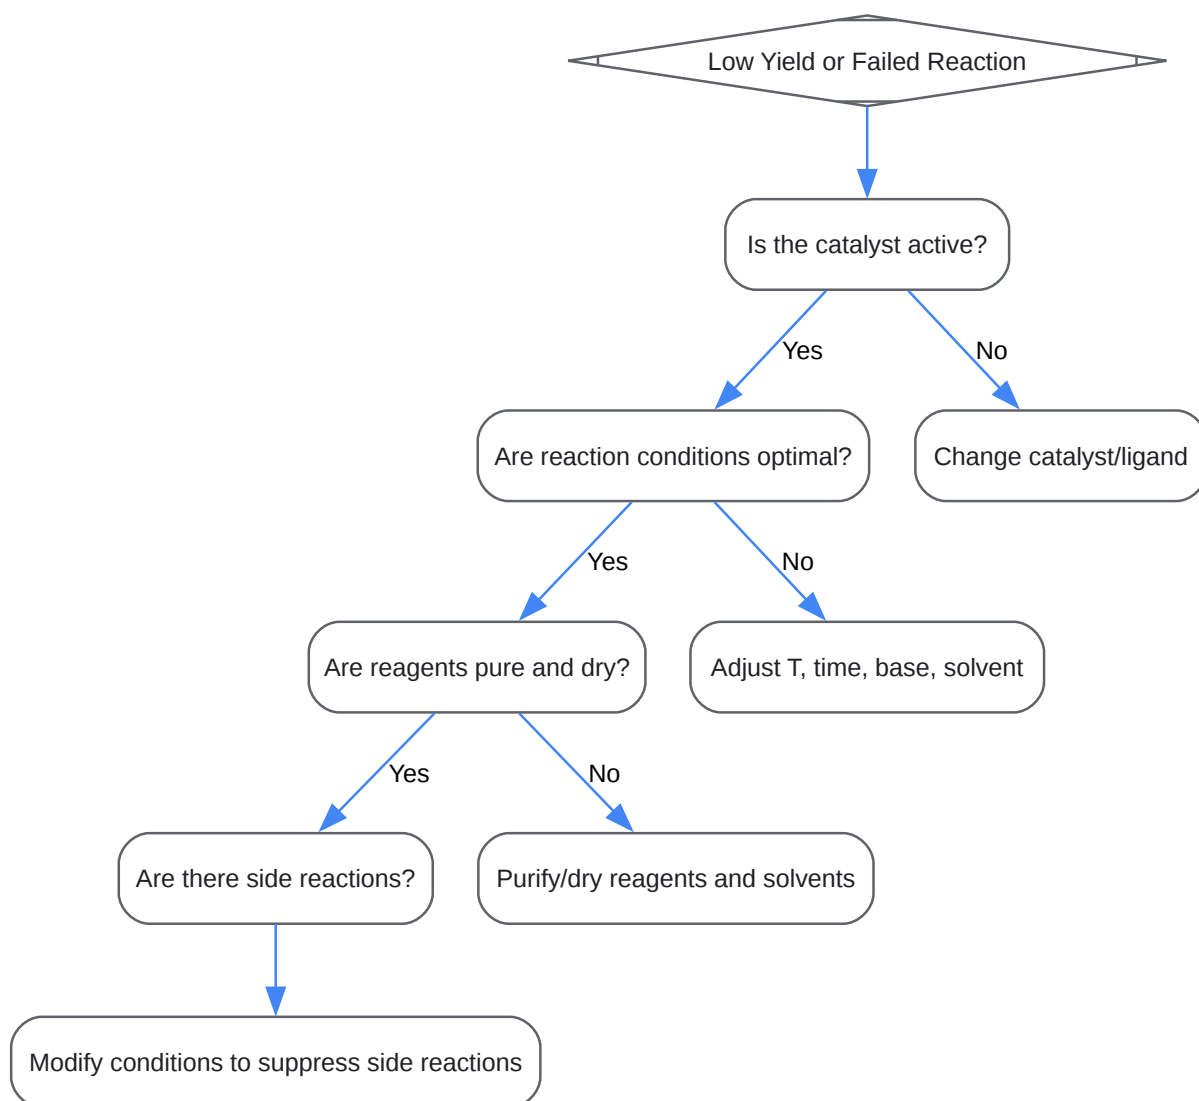 Low Yield or Failed Reaction
Is the catalyst active?
Yes
No
Are reaction conditions optimal?
Change catalyst/ligand
Yes
No
Are reagents pure and dry?
Adjust T, time, base, solvent
Yes
No
Are there side reactions?
Purify/dry reagents and solvents
Modify conditions to suppress side reactions